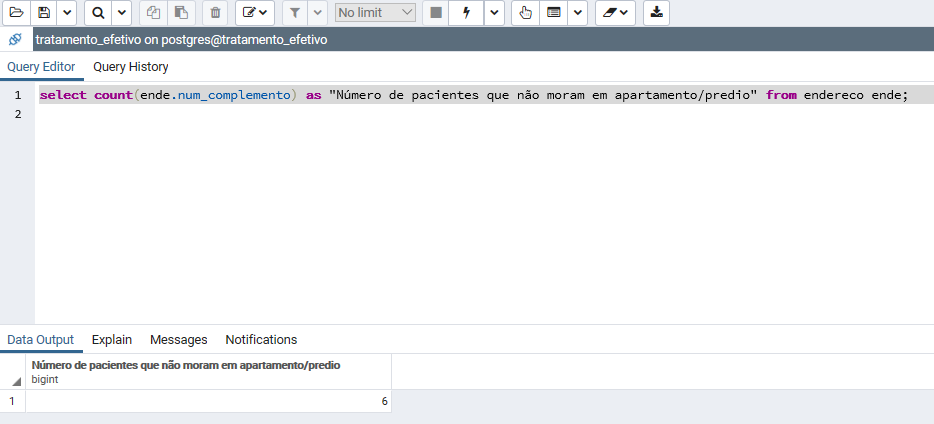 No limit
tratamento_efetivo on postgres@tratamento_efetivo
Query Editor Query History
1 select count(ende.num_complemento) as "Número de pacientes que não moram em apartamento/predio" from endereco ende;
2
Data Output Explain Messages Notifications
Número de pacientes que não moram em apartamento/predio
bigint
1 6